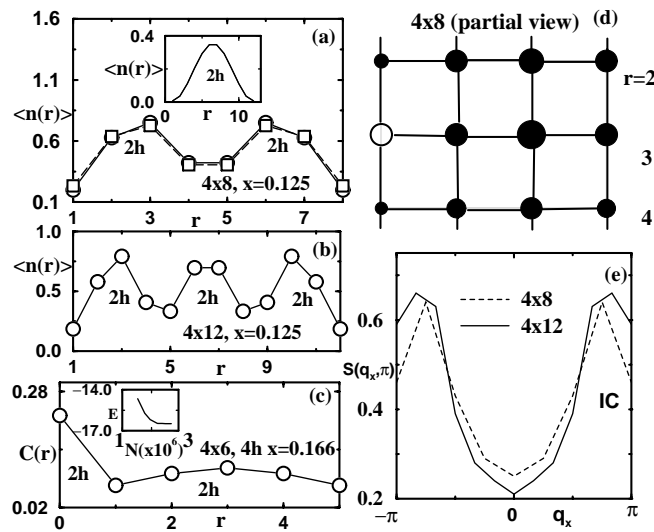 1.6
1.1
<n(r)>
0.6
0.1
(a)
0.4
<n(r)>
0.0
2h
0 r 10
2h
2h
4x8, x=0.125
1 3 r 5 7
(b)
1.0
<n(r)>
0.5
0.0
2h
2h
2h
4x12, x=0.125
1 5 r 9
(c)
0.28
C(r)
0.02
−14.0
E
−17.0
1 N(x10⁶) 3
2h
4x6, 4h x=0.166
2h
0 2 r 4
4x8 (partial view)
(d)
r=2
3
4
(e)
4x8
4x12
0.6
S(qₓ,π)
0.4
0.2
IC
−π 0 qₓ π